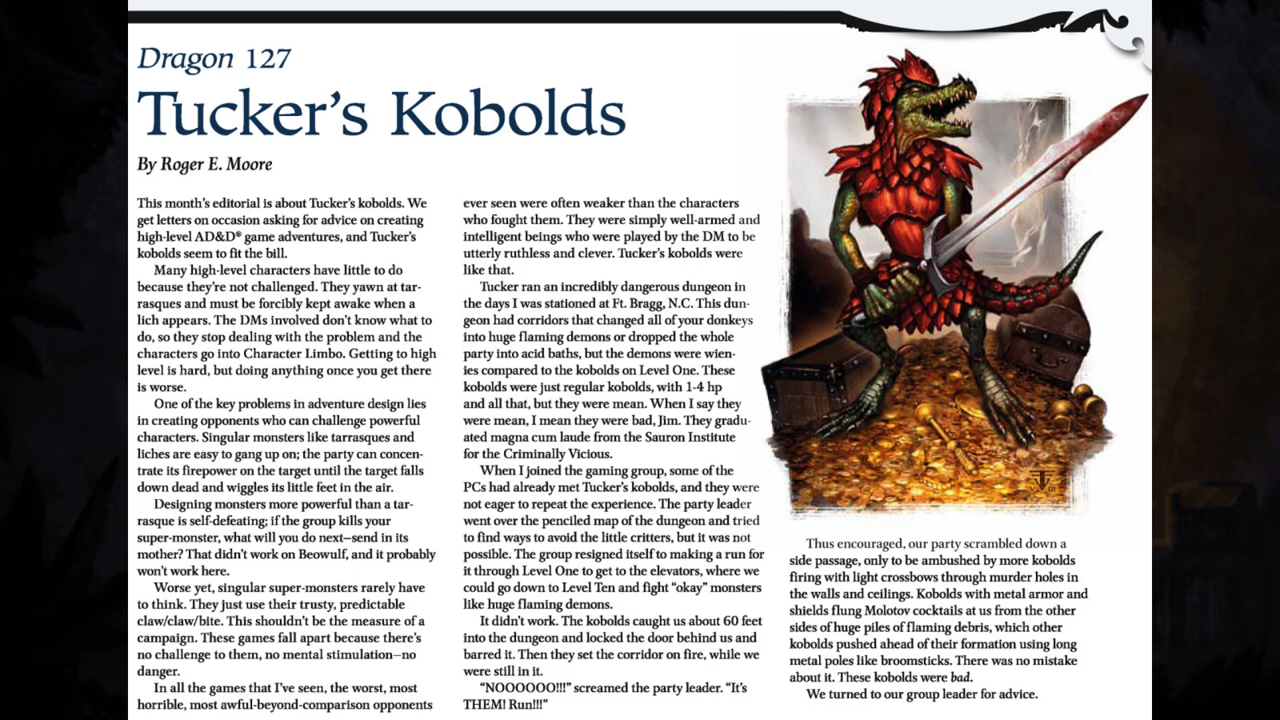 Dragon 127
Tucker's Kobolds
By Roger E. Moore
This month's editorial is about Tucker's kobolds. We
get letters on occasion asking for advice on creating
high-level AD&D® game adventures, and Tucker's
kobolds seem to fit the bill.
Many high-level characters have little to do
because they're not challenged. They yawn at tar-
rasques and must be forcibly kept awake when a
lich appears. The DMs involved don't know what to
do, so they stop dealing with the problem and the
characters go into Character Limbo. Getting to high
level is hard, but doing anything once you get there
is worse.
One of the key problems in adventure design lies
in creating opponents who can challenge powerful
characters. Singular monsters like tarrasques and
liches are easy to gang up on; the party can concen-
trate its firepower on the target until the target falls
down dead and wiggles its little feet in the air.
Designing monsters more powerful than a tar-
rasque is self-defeating; if the group kills your
super-monster, what will you do next—send in its
mother? That didn't work on Beowulf, and it probably
won't work here.
Worse yet, singular super-monsters rarely have
to think. They just use their trusty, predictable
claw/claw/bite. This shouldn't be the measure of a
campaign. These games fall apart because there's
no challenge to them, no mental stimulation—no
danger.
In all the games that I've seen, the worst, most
horrible, most awful-beyond-comparison opponents
ever seen were often weaker than the characters
who fought them. They were simply well-armed and
intelligent beings who were played by the DM to be
utterly ruthless and clever. Tucker's kobolds were
like that.
Tucker ran an incredibly dangerous dungeon in
the days I was stationed at Ft. Bragg, N.C. This dun-
geon had corridors that changed all of your donkeys
into huge flaming demons or dropped the whole
party into acid baths, but the demons were wien-
ies compared to the kobolds on Level One. These
kobolds were just regular kobolds, with 1-4 hp
and all that, but they were mean. When I say they
were mean, I mean they were bad, Jim. They gradu-
ated magna cum laude from the Sauron Institute
for the Criminally Vicious.
When I joined the gaming group, some of the
PCs had already met Tucker's kobolds, and they were
not eager to repeat the experience. The party leader
went over the penciled map of the dungeon and tried
to find ways to avoid the little critters, but it was not
possible. The group resigned itself to making a run for
it through Level One to get to the elevators, where we
could go down to Level Ten and fight “okay” monsters
like huge flaming demons.
It didn't work. The kobolds caught us about 60 feet
into the dungeon and locked the door behind us and
barred it. Then they set the corridor on fire, while we
were still in it.
“NOOOOOO!!!” screamed the party leader. “It's
THEM! Run!!!”
Thus encouraged, our party scrambled down a
side passage, only to be ambushed by more kobolds
firing with light crossbows through murder holes in
the walls and ceilings. Kobolds with metal armor and
shields flung Molotov cocktails at us from the other
sides of huge piles of flaming debris, which other
kobolds pushed ahead of their formation using long
metal poles like broomsticks. There was no mistake
about it. These kobolds were bad.
We turned to our group leader for advice.